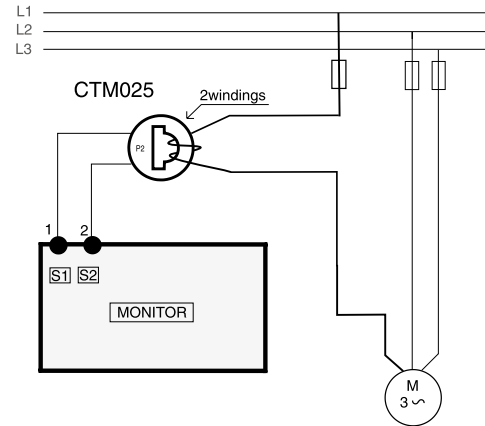 L1
L2
L3
CTM025
2windings
P2
1 2
S1 S2
MONITOR
M
3～